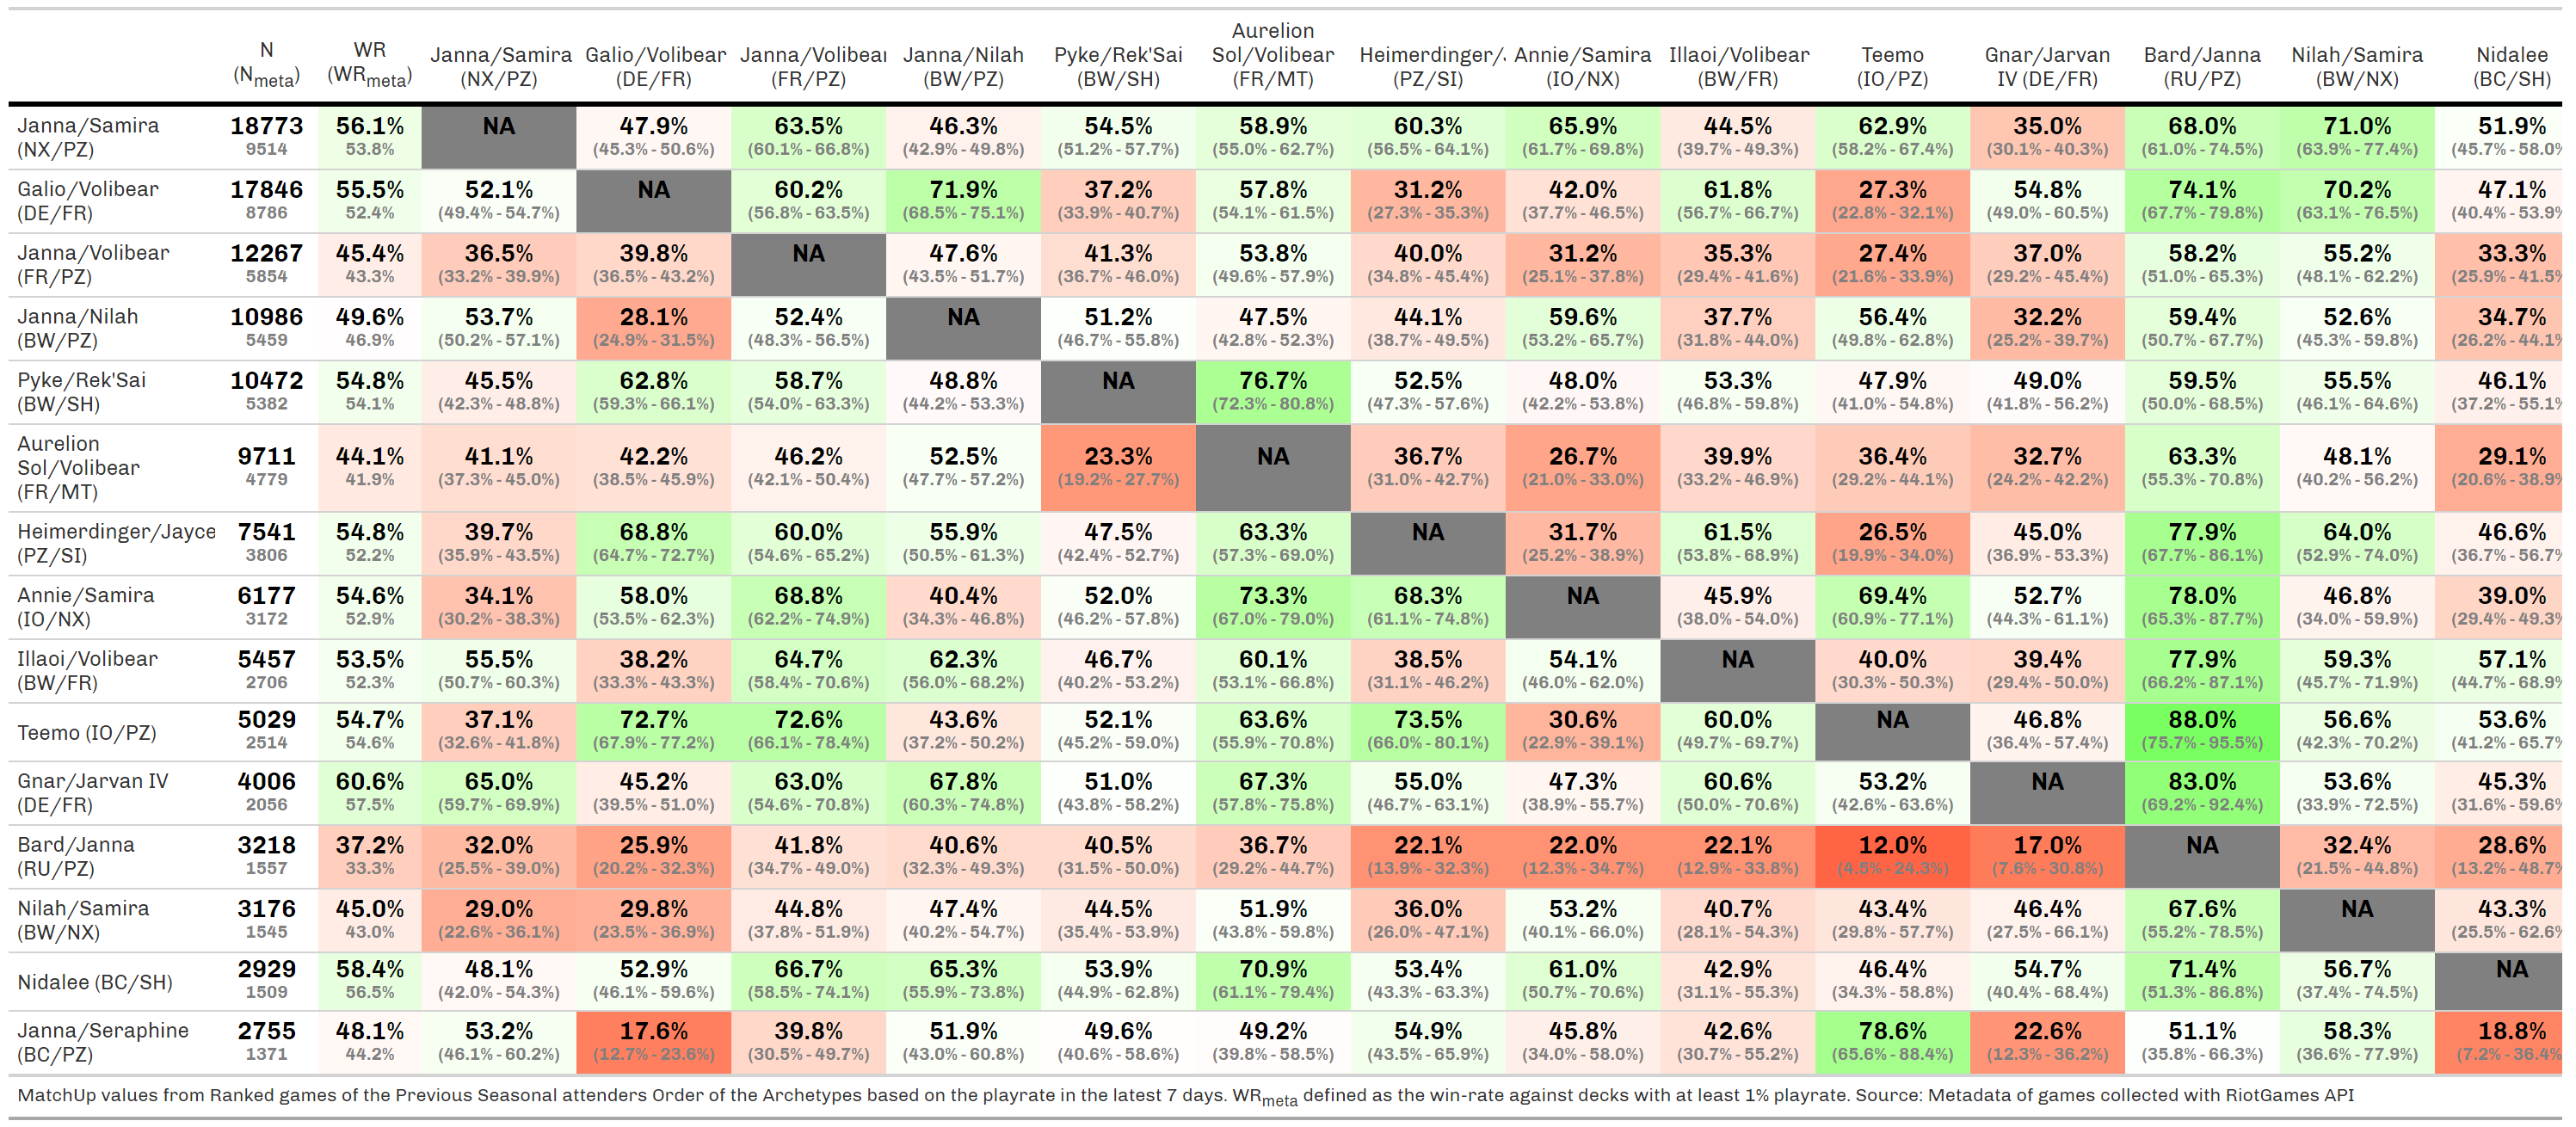 Aurelion
N WR Janna/Samira Galio/Volibear Janna/Volibear Janna/Nilah Pyke/Rek'Sai Sol/Volibear Heimerdinger/ Annie/Samira Illaoi/Volibear Teemo Gnar/Jarvan Bard/Janna Nilah/Samira Nidalee
(Nmeta) (WRmeta) (NX/PZ) (DE/FR) (FR/PZ) (BW/PZ) (BW/SH) (FR/MT) (PZ/SI) (IO/NX) (BW/FR) (IO/PZ) IV (DE/FR) (RU/PZ) (BW/NX) (BC/SH)
Janna/Samira 18773 56.1% NA 47.9% 63.5% 46.3% 54.5% 58.9% 60.3% 65.9% 44.5% 62.9% 35.0% 68.0% 71.0% 51.9%
(NX/PZ) 9514 53.8% (45.3% - 50.6%) (60.1% - 66.8%) (42.9% - 49.8%) (51.2% - 57.7%) (55.0% - 62.7%) (56.5% - 64.1%) (61.7% - 69.8%) (39.7% - 49.3%) (58.2% - 67.4%) (30.1% - 40.3%) (61.0% - 74.5%) (63.9% - 77.4%) (45.7% - 58.0%
Galio/Volibear 17846 55.5% 52.1% NA 60.2% 71.9% 37.2% 57.8% 31.2% 42.0% 61.8% 27.3% 54.8% 74.1% 70.2% 47.1%
(DE/FR) 8786 52.4% (49.4% - 54.7%) (56.8% - 63.5%) (68.5% - 75.1%) (33.9% - 40.7%) (54.1% - 61.5%) (27.3% - 35.3%) (37.7% - 46.5%) (56.7% - 66.7%) (22.8% - 32.1%) (49.0% - 60.5%) (67.7% - 79.8%) (63.1% - 76.5%) (40.4% - 53.9%
Janna/Volibear 12267 45.4% 36.5% 39.8% NA 47.6% 41.3% 53.8% 40.0% 31.2% 35.3% 27.4% 37.0% 58.2% 55.2% 33.3%
(FR/PZ) 5854 43.3% (33.2% - 39.9%) (36.5% - 43.2%) (43.5% - 51.7%) (36.7% - 46.0%) (49.6% - 57.9%) (34.8% - 45.4%) (25.1% - 37.8%) (29.4% - 41.6%) (21.6% - 33.9%) (29.2% - 45.4%) (51.0% - 65.3%) (48.1% - 62.2%) (25.9% - 41.5%
Janna/Nilah 10986 49.6% 53.7% 28.1% 52.4% NA 51.2% 47.5% 44.1% 59.6% 37.7% 56.4% 32.2% 59.4% 52.6% 34.7%
(BW/PZ) 5459 46.9% (50.2% - 57.1%) (24.9% - 31.5%) (48.3% - 56.5%) (46.7% - 55.8%) (42.8% - 52.3%) (38.7% - 49.5%) (53.2% - 65.7%) (31.8% - 44.0%) (49.8% - 62.8%) (25.2% - 39.7%) (50.7% - 67.7%) (45.3% - 59.8%) (26.2% - 44.1%
Pyke/Rek'Sai 10472 54.8% 45.5% 62.8% 58.7% 48.8% NA 76.7% 52.5% 48.0% 53.3% 47.9% 49.0% 59.5% 55.5% 46.1%
(BW/SH) 5382 54.1% (42.3% - 48.8%) (59.3% - 66.1%) (54.0% - 63.3%) (44.2% - 53.3%) (72.3% - 80.8%) (47.3% - 57.6%) (42.2% - 53.8%) (46.8% - 59.8%) (41.0% - 54.8%) (41.8% - 56.2%) (50.0% - 68.5%) (46.1% - 64.6%) (37.2% - 55.1%
Aurelion
Sol/Volibear 9711 44.1% 41.1% 42.2% 46.2% 52.5% 23.3% NA 36.7% 26.7% 39.9% 36.4% 32.7% 63.3% 48.1% 29.1%
(FR/MT) 4779 41.9% (37.3% - 45.0%) (38.5% - 45.9%) (42.1% - 50.4%) (47.7% - 57.2%) (19.2% - 27.7%) (31.0% - 42.7%) (21.0% - 33.0%) (33.2% - 46.9%) (29.2% - 44.1%) (24.2% - 42.2%) (55.3% - 70.8%) (40.2% - 56.2%) (20.6% - 38.9%
Heimerdinger/Jayce 7541 54.8% 39.7% 68.8% 60.0% 55.9% 47.5% 63.3% NA 31.7% 61.5% 26.5% 45.0% 77.9% 64.0% 46.6%
(PZ/SI) 3806 52.2% (35.9% - 43.5%) (64.7% - 72.7%) (54.6% - 65.2%) (50.5% - 61.3%) (42.4% - 52.7%) (57.3% - 69.0%) (25.2% - 38.9%) (53.8% - 68.9%) (19.9% - 34.0%) (36.9% - 53.3%) (67.7% - 86.1%) (52.9% - 74.0%) (36.7% - 56.7%
Annie/Samira 6177 54.6% 34.1% 58.0% 68.8% 40.4% 52.0% 73.3% 68.3% NA 45.9% 69.4% 52.7% 78.0% 46.8% 39.0%
(IO/NX) 3172 52.9% (30.2% - 38.3%) (53.5% - 62.3%) (62.2% - 74.9%) (34.3% - 46.8%) (46.2% - 57.8%) (67.0% - 79.0%) (61.1% - 74.8%) (38.0% - 54.0%) (60.9% - 77.1%) (44.3% - 61.1%) (65.3% - 87.7%) (34.0% - 59.9%) (29.4% - 49.3%
Illaoi/Volibear 5457 53.5% 55.5% 38.2% 64.7% 62.3% 46.7% 60.1% 38.5% 54.1% NA 40.0% 39.4% 77.9% 59.3% 57.1%
(BW/FR) 2706 52.3% (50.7% - 60.3%) (33.3% - 43.3%) (58.4% - 70.6%) (56.0% - 68.2%) (40.2% - 53.2%) (53.1% - 66.8%) (31.1% - 46.2%) (46.0% - 62.0%) (30.3% - 50.3%) (29.4% - 50.0%) (66.2% - 87.1%) (45.7% - 71.9%) (44.7% - 68.9%
Teemo (IO/PZ) 5029 54.7% 37.1% 72.7% 72.6% 43.6% 52.1% 63.6% 73.5% 30.6% 60.0% NA 46.8% 88.0% 56.6% 53.6%
2514 54.6% (32.6% - 41.8%) (67.9% - 77.2%) (66.1% - 78.4%) (37.2% - 50.2%) (45.2% - 59.0%) (55.9% - 70.8%) (66.0% - 80.1%) (22.9% - 39.1%) (49.7% - 69.7%) (36.4% - 57.4%) (75.7% - 95.5%) (42.3% - 70.2%) (41.2% - 65.7%
Gnar/Jarvan IV 4006 60.6% 65.0% 45.2% 63.0% 67.8% 51.0% 67.3% 55.0% 47.3% 60.6% 53.2% NA 83.0% 53.6% 45.3%
(DE/FR) 2056 57.5% (59.7% - 69.9%) (39.5% - 51.0%) (54.6% - 70.8%) (60.3% - 74.8%) (43.8% - 58.2%) (57.8% - 75.8%) (46.7% - 63.1%) (38.9% - 55.7%) (50.0% - 70.6%) (42.6% - 63.6%) (69.2% - 92.4%) (33.9% - 72.5%) (31.6% - 59.6%
Bard/Janna 3218 37.2% 32.0% 25.9% 41.8% 40.6% 40.5% 36.7% 22.1% 22.0% 22.1% 12.0% 17.0% NA 32.4% 28.6%
(RU/PZ) 1557 33.3% (25.5% - 39.0%) (20.2% - 32.3%) (34.7% - 49.0%) (32.3% - 49.3%) (31.5% - 50.0%) (29.2% - 44.7%) (13.9% - 32.3%) (12.3% - 34.7%) (12.9% - 33.8%) (4.5% - 24.3%) (7.6% - 30.8%) (21.5% - 44.8%) (13.2% - 48.7%
Nilah/Samira 3176 45.0% 29.0% 29.8% 44.8% 47.4% 44.5% 51.9% 36.0% 53.2% 40.7% 43.4% 46.4% 67.6% NA 43.3%
(BW/NX) 1545 43.0% (22.6% - 36.1%) (23.5% - 36.9%) (37.8% - 51.9%) (40.2% - 54.7%) (35.4% - 53.9%) (43.8% - 59.8%) (26.0% - 47.1%) (40.1% - 66.0%) (28.1% - 54.3%) (29.8% - 57.7%) (27.5% - 66.1%) (55.2% - 78.5%) (25.5% - 62.6%
Nidalee (BC/SH) 2929 58.4% 48.1% 52.9% 66.7% 65.3% 53.9% 70.9% 53.4% 61.0% 42.9% 46.4% 54.7% 71.4% 56.7% NA
1509 56.5% (42.0% - 54.3%) (46.1% - 59.6%) (58.5% - 74.1%) (55.9% - 73.8%) (44.9% - 62.8%) (61.1% - 79.4%) (43.3% - 63.3%) (50.7% - 70.6%) (31.1% - 55.3%) (34.3% - 58.8%) (40.4% - 68.4%) (51.3% - 86.8%) (37.4% - 74.5%)
Janna/Seraphine 2755 48.1% 53.2% 17.6% 39.8% 51.9% 49.6% 49.2% 54.9% 45.8% 42.6% 78.6% 22.6% 51.1% 58.3% 18.8%
(BC/PZ) 1371 44.2% (46.1% - 60.2%) (12.7% - 23.6%) (30.5% - 49.7%) (43.0% - 60.8%) (40.6% - 58.6%) (39.8% - 58.5%) (43.5% - 65.9%) (34.0% - 58.0%) (30.7% - 55.2%) (65.6% - 88.4%) (12.3% - 36.2%) (35.8% - 66.3%) (36.6% - 77.9%) (7.2% - 36.4%
MatchUp values from Ranked games of the Previous Seasonal attenders Order of the Archetypes based on the playrate in the latest 7 days. WRmeta defined as the win-rate against decks with at least 1% playrate. Source: Metadata of games collected with RiotGames API